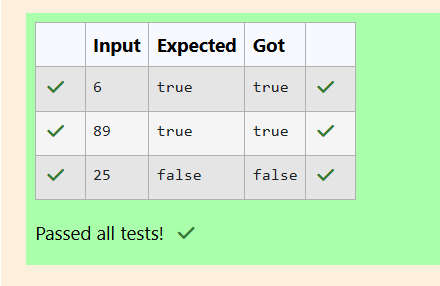 Input Expected Got
6 true true
89 true true
25 false false
Passed all tests!